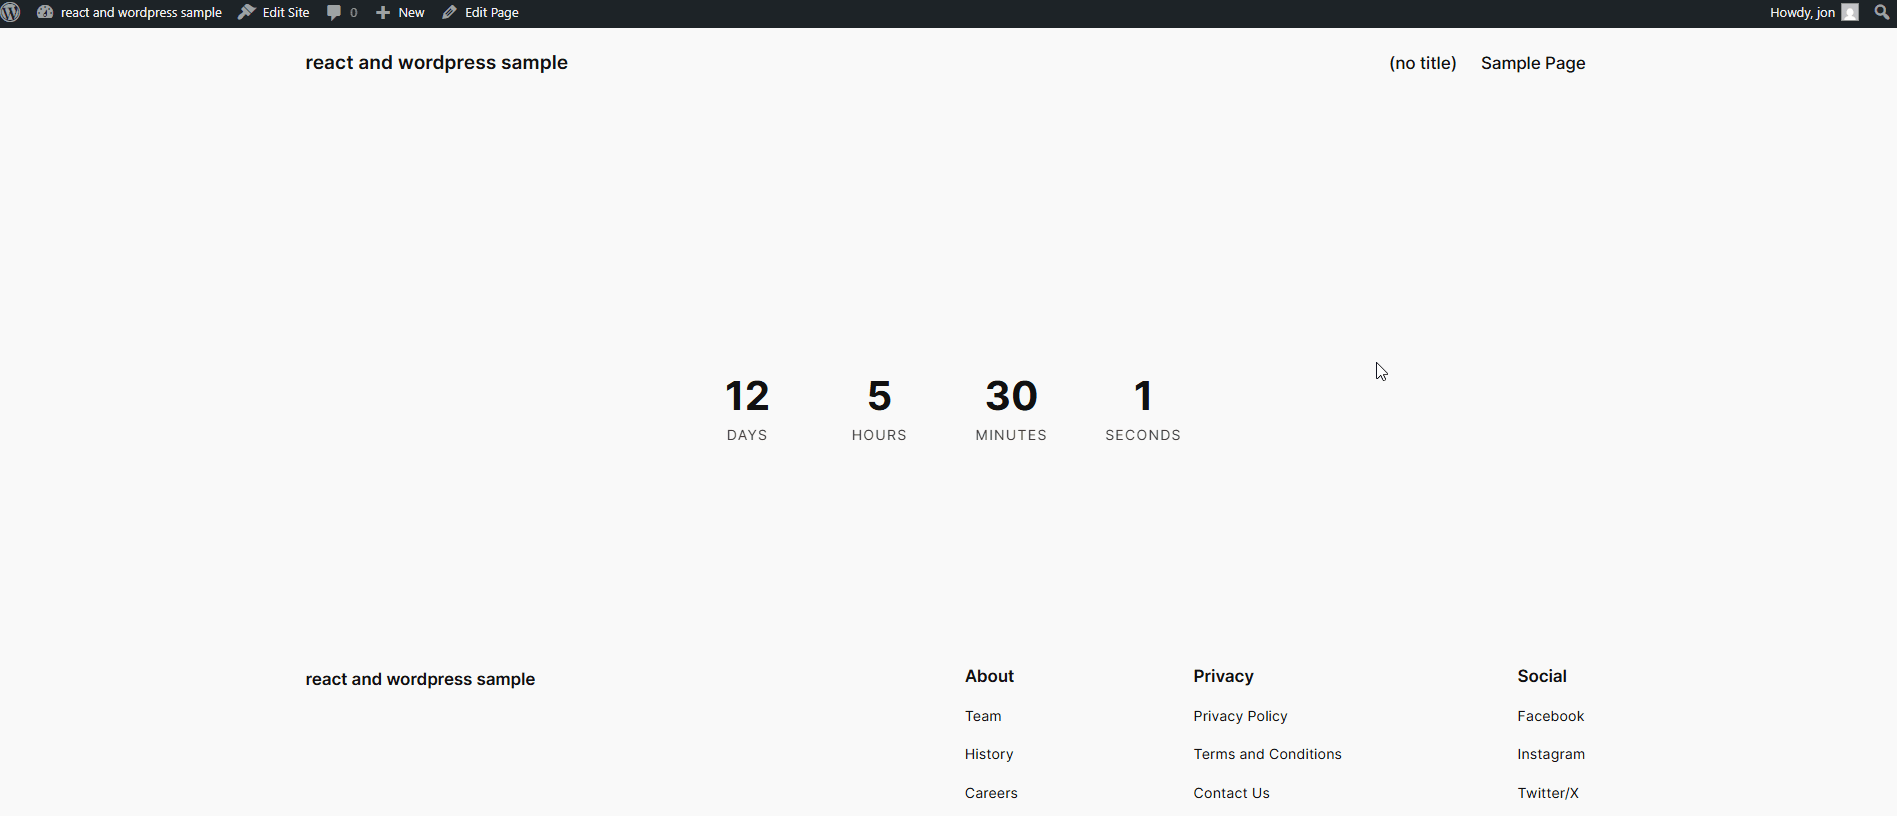 react and wordpress sample Edit Site 0 New Edit Page Howdy, jon
react and wordpress sample (no title) Sample Page
12 5 30 1
DAYS HOURS MINUTES SECONDS
react and wordpress sample About Privacy Social
Team Privacy Policy Facebook
History Terms and Conditions Instagram
Careers Contact Us Twitter/X